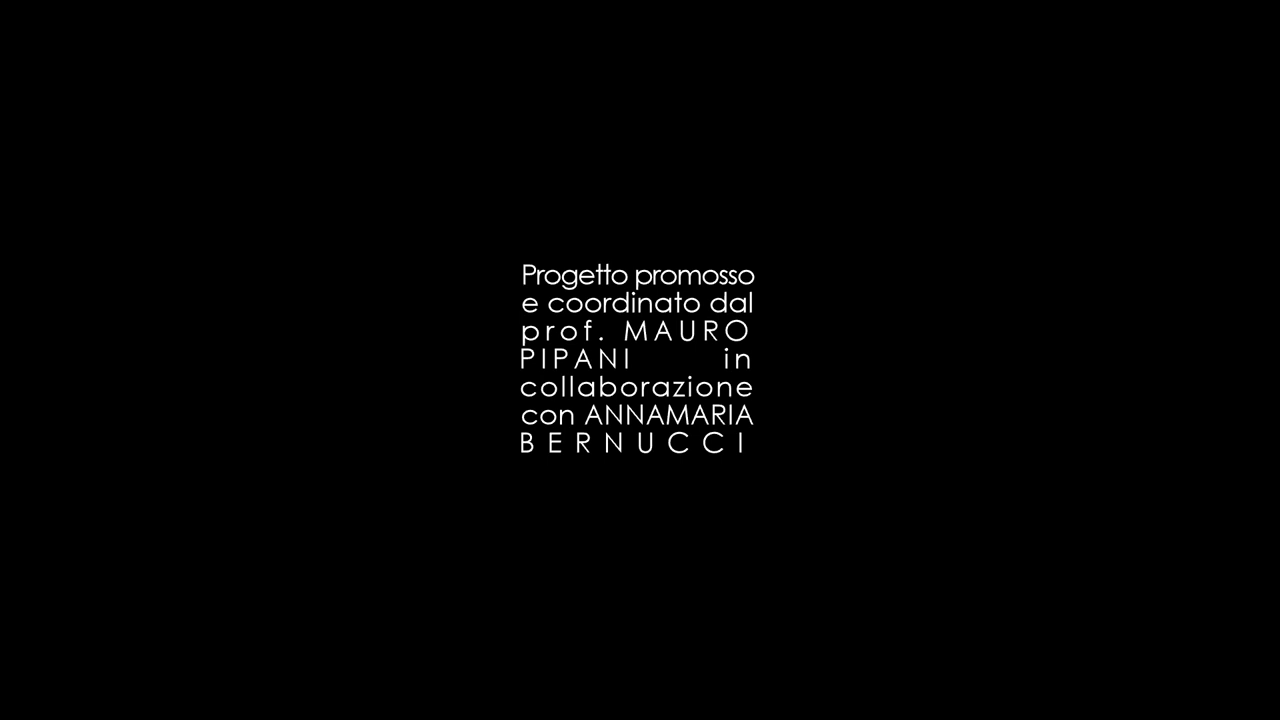 Progetto promosso
e coordinato dal
prof. MAURO
PIPANI in
collaborazione
con ANNAMARIA
BERNUCCI